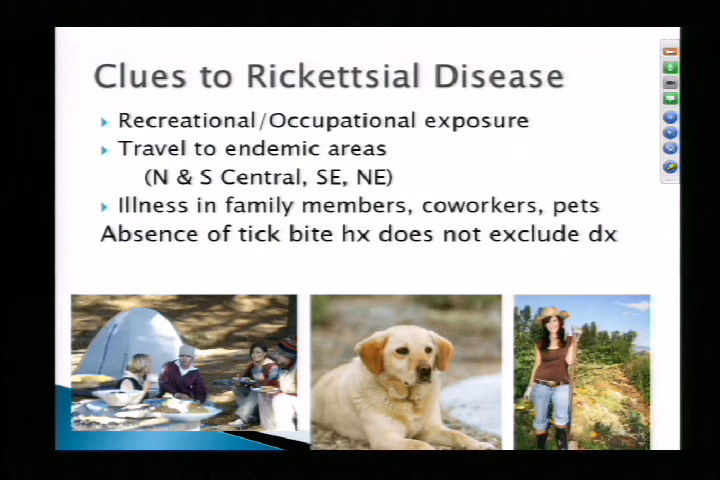 Clues to Rickettsial Disease
Recreational/Occupational exposure
Travel to endemic areas
(N & S Central, SE, NE)
Illness in family members, coworkers, pets
Absence of tick bite hx does not exclude dx